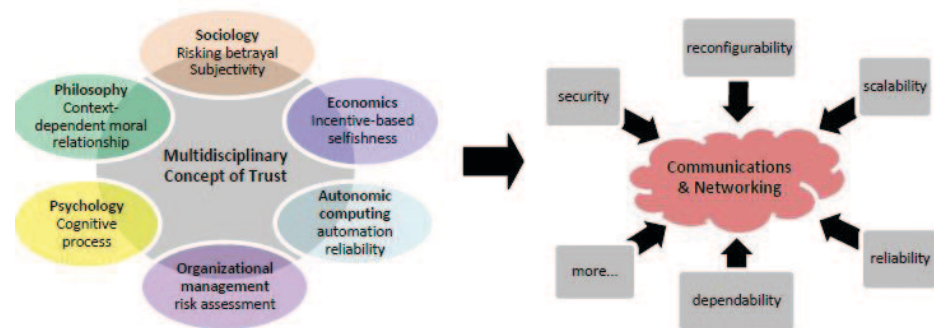 Sociology
Risking betrayal
Subjectivity
Philosophy
Context-
dependent moral
relationship
Economics
Incentive-based
selfishness
Multidisciplinary
Concept of Trust
Psychology
Cognitive
process
Autonomic
computing
automation
reliability
Organizational
management
risk assessment
reconfigurability
security
scalability
Communications
& Networking
more...
dependability
reliability